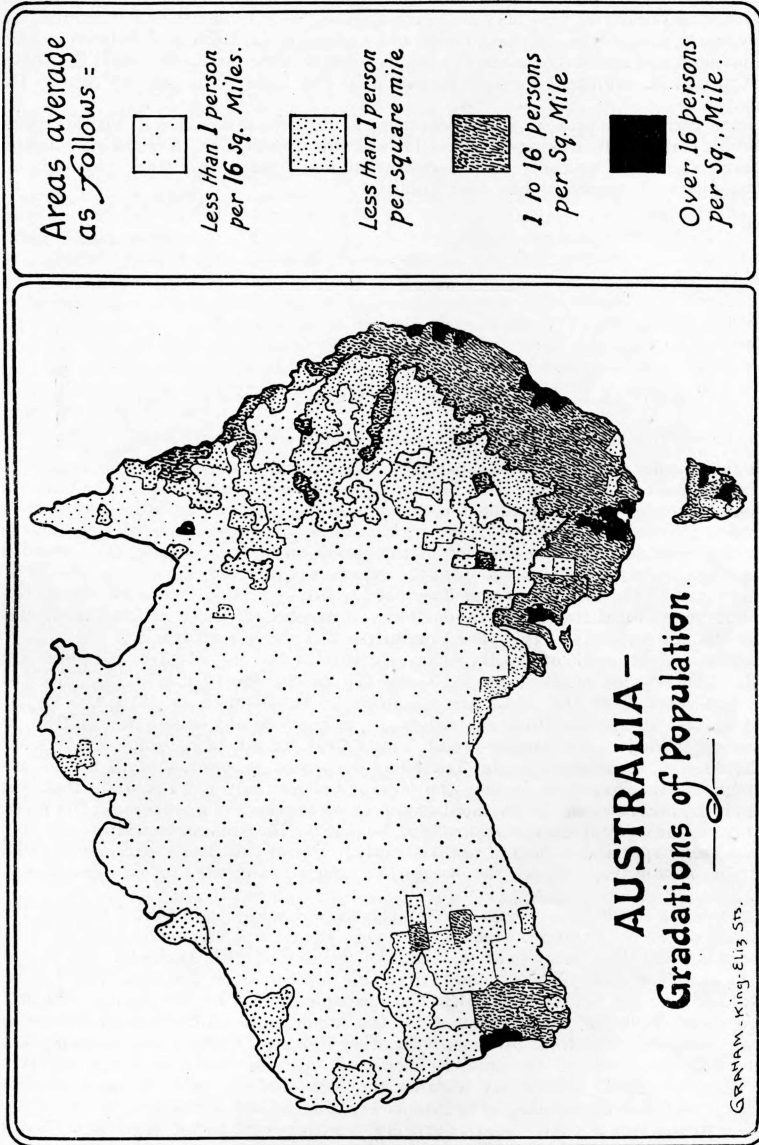 Areas average
as follows =
Less than 1 person
per 16 Sq. Miles
Less than 1 person
per square mile
1 to 16 persons
per Sq. Mile
Over 16 persons
per Sq., Mile
AUSTRALIA—
Gradations of Population
GRAHAM-King-Eliz STS.